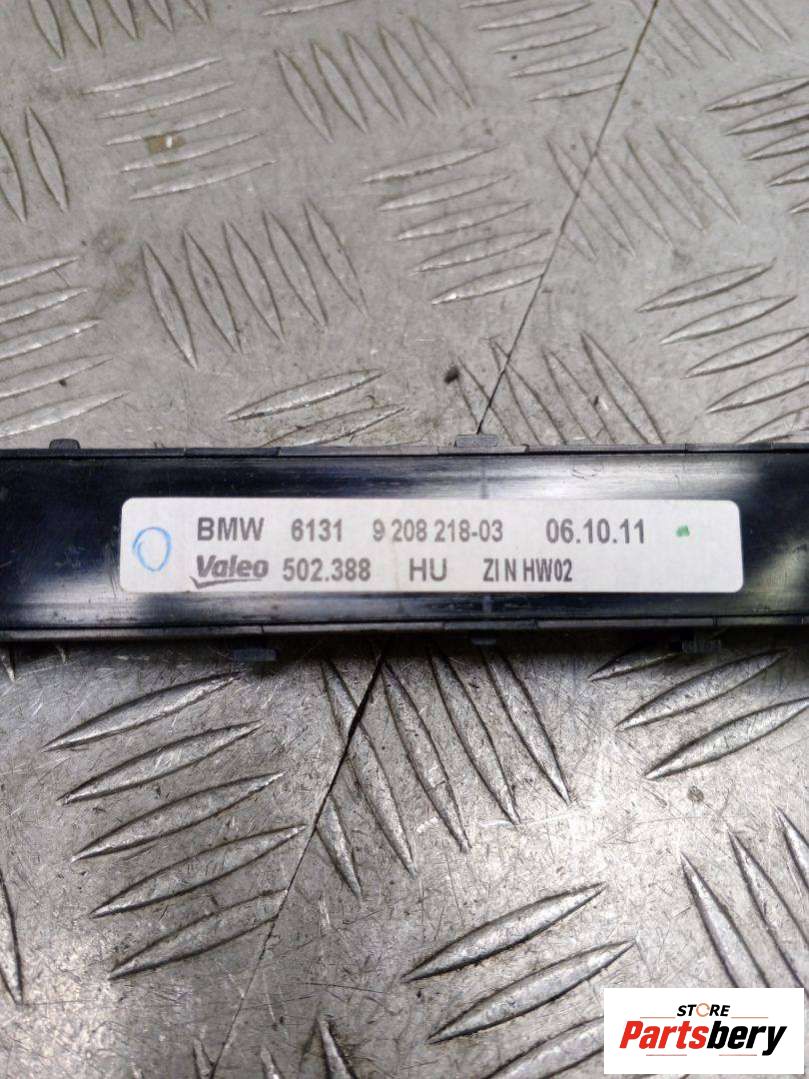 BMW 6131 9 208 218-03 06.10.11
Valeo 502.388 HU ZI N HW02
STORE
Partsbery